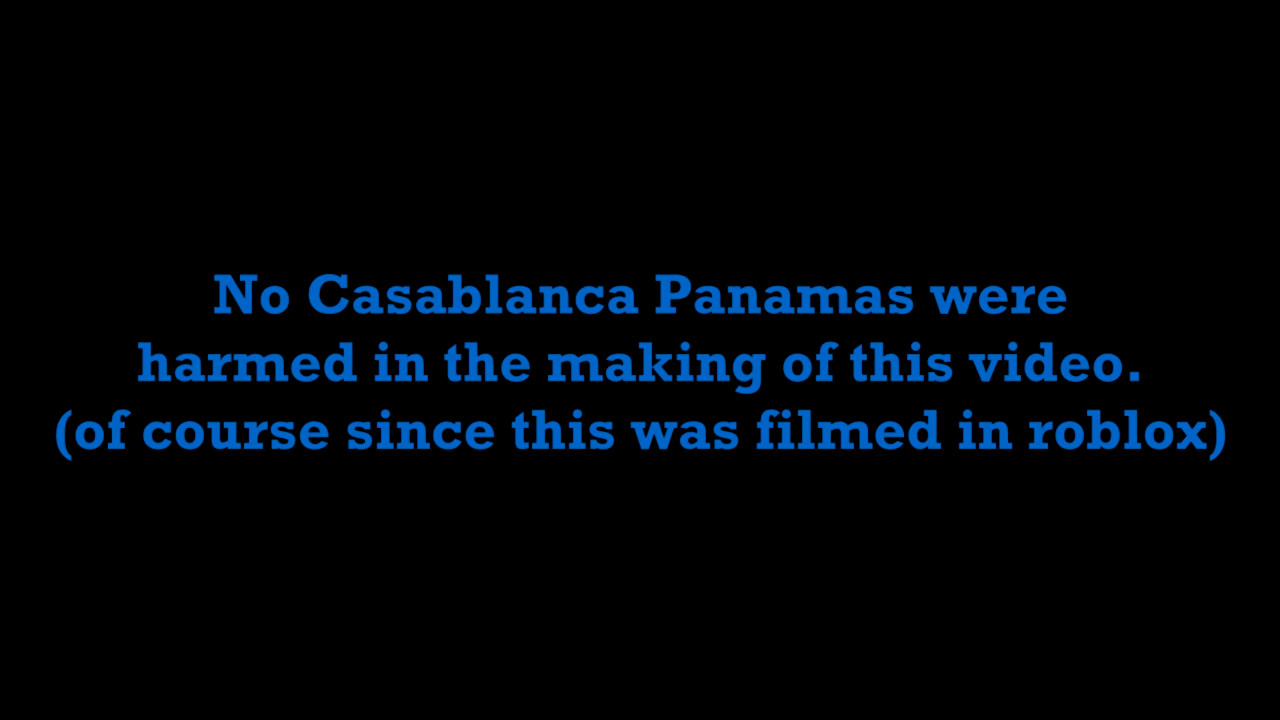 No Casablanca Panamas were
harmed in the making of this video.
(of course since this was filmed in roblox)